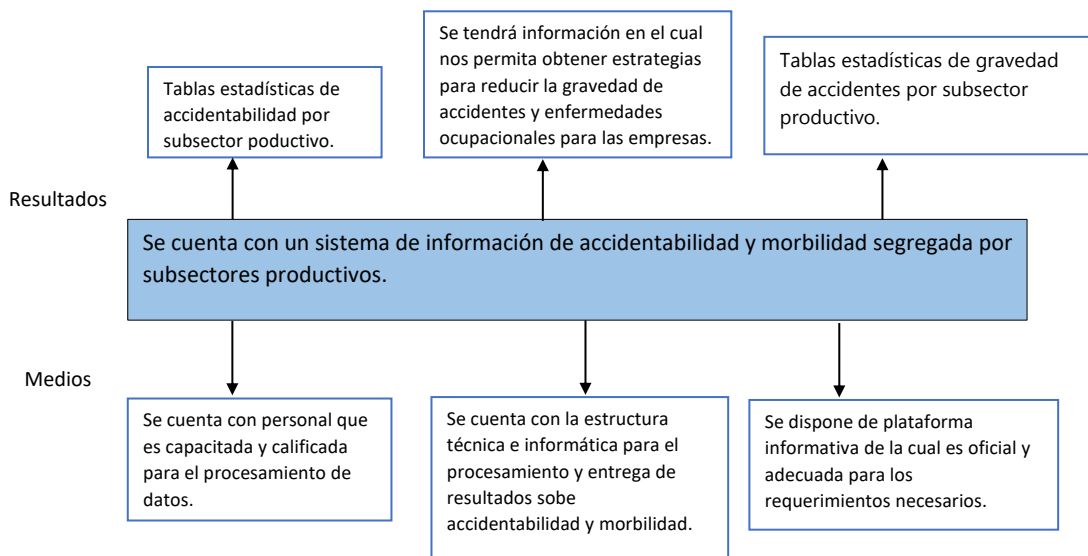 Se tendrá información en el cual
nos permita obtener estrategias
para reducir la gravedad de
accidentes y enfermedades
ocupacionales para las empresas.
Tablas estadísticas de
accidentabilidad por
subsector poductivo.
Tablas estadísticas de gravedad
de accidentes por subsector
productivo.
Resultados
Se cuenta con un sistema de información de accidentabilidad y morbilidad segregada por
subsectores productivos.
Medios
Se cuenta con personal que
es capacitada y calificada
para el procesamiento de
datos.
Se cuenta con la estructura
técnica e informática para el
procesamiento y entrega de
resultados sobe
accidentabilidad y morbilidad.
Se dispone de plataforma
informativa de la cual es oficial y
adecuada para los
requerimientos necesarios.